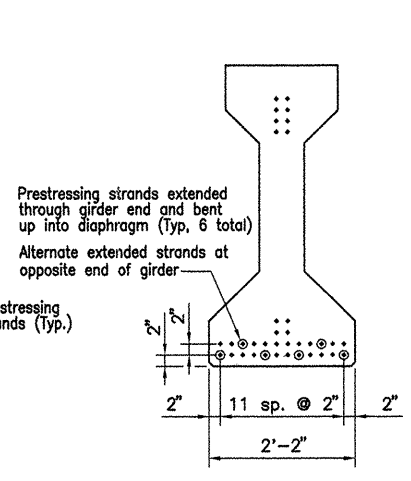 Prestressing strands extended
through girder end and bent
up into diaphragm (Typ, 6 total)
Alternate extended strands at
opposite end of girder
stressing
nds (Typ.)
2"
2"
2"
11 sp. @ 2"
2"
2'-2"